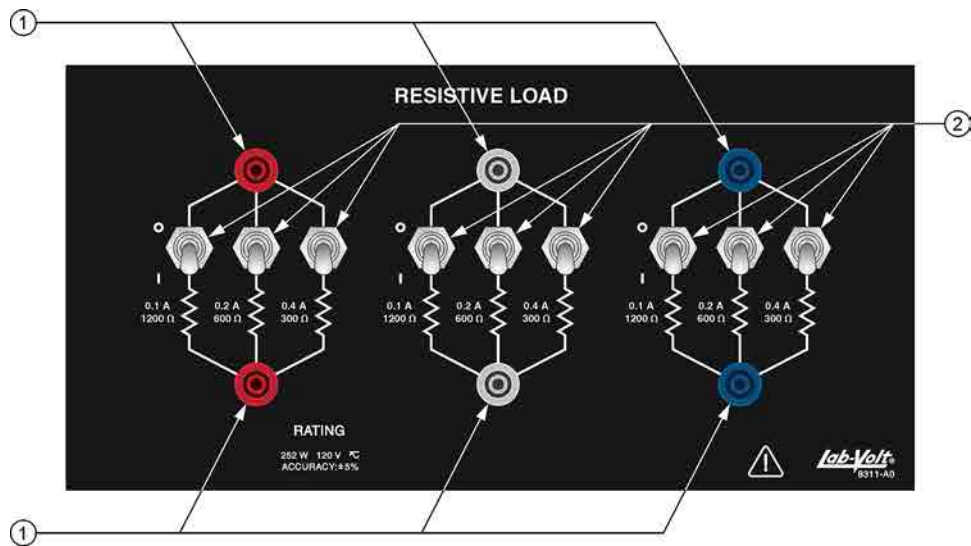 1
RESISTIVE LOAD
2
O O O
I I I
0.1 A 0.2 A 0.4 A 0.1 A 0.2 A 0.4 A 0.1 A 0.2 A 0.4 A
1200 Ω 600 Ω 300 Ω 1200 Ω 600 Ω 300 Ω 1200 Ω 600 Ω 300 Ω
RATING
252 W 120 V
ACCURACY:±5%
Lab-Volt®
8311-A0
1